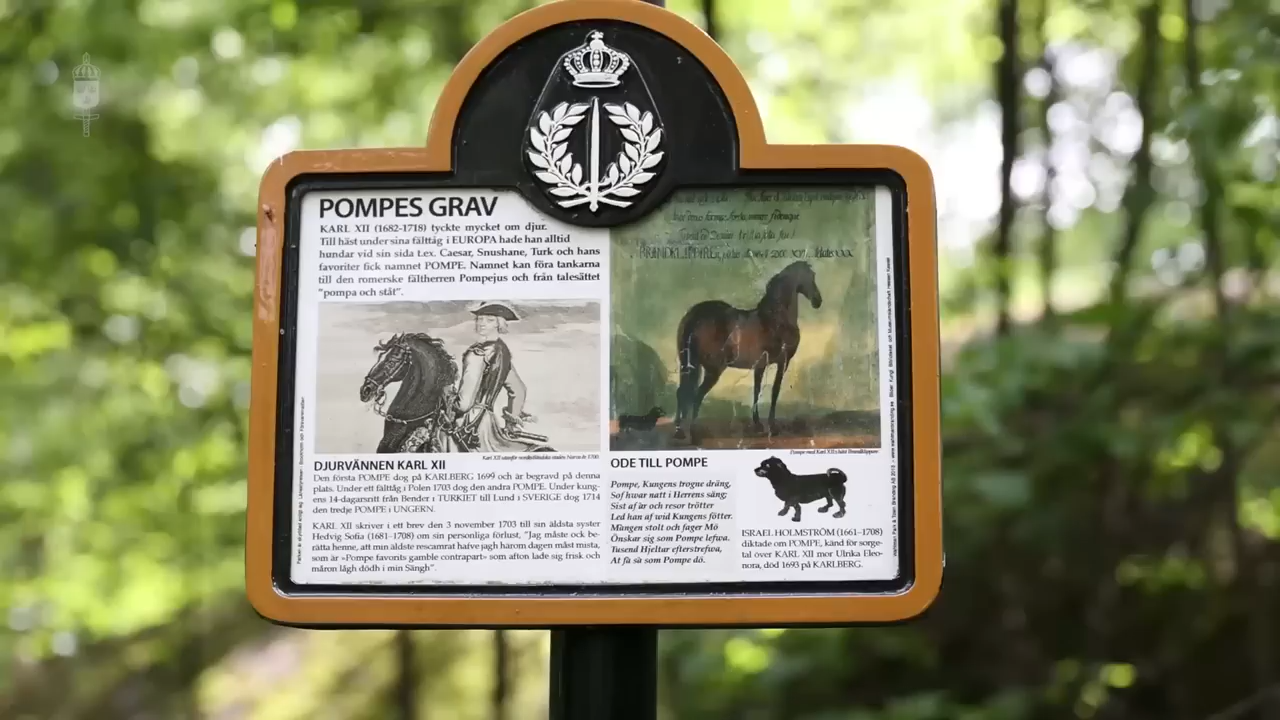 POMPES GRAV
KARL XII (1682-1718) tyckte mycket om djur.
Till häst under sina fälttåg i EUROPA hade han alltid
hundar vid sin sida t.ex. Caesar, Snushane, Turk och hans
favoriter fick namnet POMPE. Namnet kan föra tankarna
till den romerske fältherren Pompejus och från talesättet
"pompa och ståt".
BRANDKLIPPAREN
Pompe med Karl XII:s häst Brandklipparen
DJURVÄNNEN KARL XII
Den första POMPE dog på KARLBERG 1699 och är begravd på denna
plats. Under ett fälttåg i Polen 1703 dog den andra POMPE. Under kung-
ens 14-dagarsritt från Bender i TURKIET till Lund i SVERIGE dog 1714
den tredje POMPE i UNGERN.
KARL XII skriver i ett brev den 3 november 1703 till sin äldsta syster
Hedvig Sofia (1681–1708) om sin personliga förlust, "Jag måste ock be-
rätta henne, att min äldste rescamrat hafve jagh härom dagen måst mista,
som är «Pompe favorits gamble contrapart» som afton lade sig frisk och
måron lågh dödh i min Sängh".
ODE TILL POMPE
Pompe, Kungens trogne dräng,
Sof hwar natt i Herrens säng;
Sist af år och resor trötter
Led han af wid Kungens fötter.
Mången stolt och fager Mö
Önskar sig som Pompe lefwa.
Tusend Hjeltar efterstrefwa,
At få så som Pompe dö.
ISRAEL HOLMSTRÖM (1661–1708)
diktade om POMPE, känd för sorge-
tal över KARL XII mor Ulrika Eleo-
nora, död 1693 på KARLBERG.